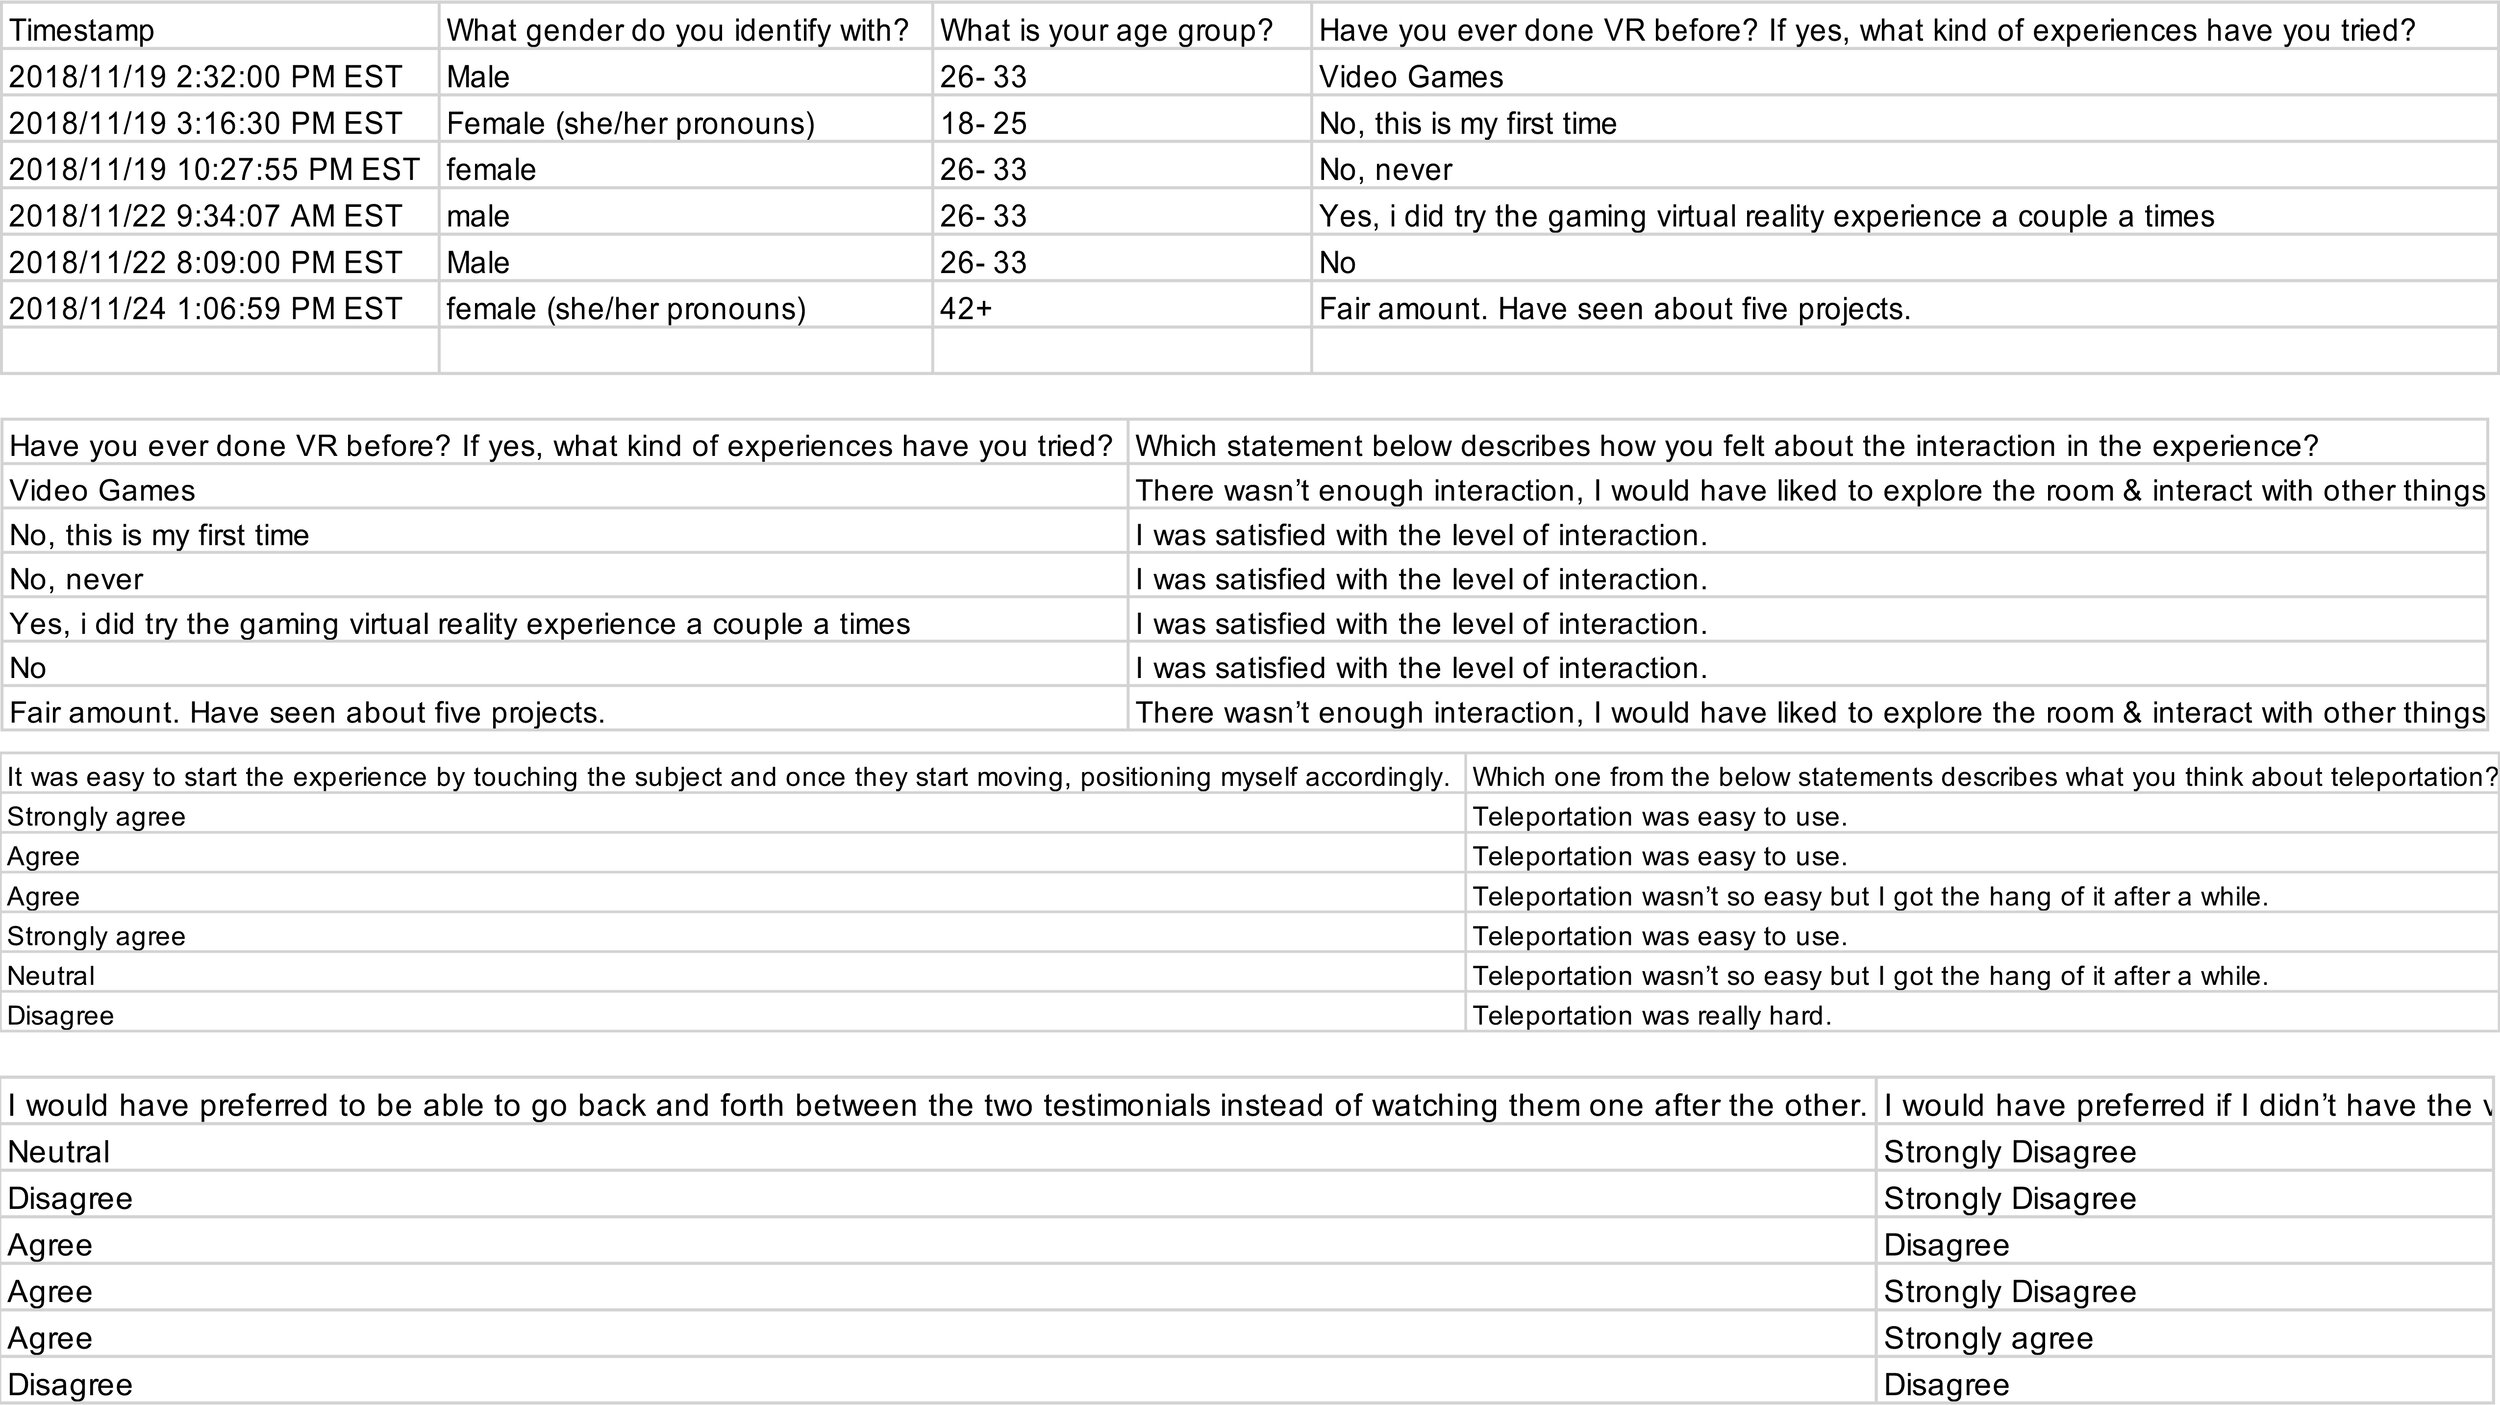 Timestamp What gender do you identify with? What is your age group? Have you ever done VR before? If yes, what kind of experiences have you tried?
2018/11/19 2:32:00 PM EST Male 26- 33 Video Games
2018/11/19 3:16:30 PM EST Female (she/her pronouns) 18- 25 No, this is my first time
2018/11/19 10:27:55 PM EST female 26- 33 No, never
2018/11/22 9:34:07 AM EST male 26- 33 Yes, i did try the gaming virtual reality experience a couple a times
2018/11/22 8:09:00 PM EST Male 26- 33 No
2018/11/24 1:06:59 PM EST female (she/her pronouns) 42+ Fair amount. Have seen about five projects.
Have you ever done VR before? If yes, what kind of experiences have you tried? Which statement below describes how you felt about the interaction in the experience?
Video Games There wasn’t enough interaction, I would have liked to explore the room & interact with other things
No, this is my first time I was satisfied with the level of interaction.
No, never I was satisfied with the level of interaction.
Yes, i did try the gaming virtual reality experience a couple a times I was satisfied with the level of interaction.
No I was satisfied with the level of interaction.
Fair amount. Have seen about five projects. There wasn’t enough interaction, I would have liked to explore the room & interact with other things
It was easy to start the experience by touching the subject and once they start moving, positioning myself accordingly. Which one from the below statements describes what you think about teleportation?
Strongly agree Teleportation was easy to use.
Agree Teleportation was easy to use.
Agree Teleportation wasn’t so easy but I got the hang of it after a while.
Strongly agree Teleportation was easy to use.
Neutral Teleportation wasn’t so easy but I got the hang of it after a while.
Disagree Teleportation was really hard.
I would have preferred to be able to go back and forth between the two testimonials instead of watching them one after the other. I would have preferred if I didn’t have the
Neutral Strongly Disagree
Disagree Strongly Disagree
Agree Disagree
Agree Strongly Disagree
Agree Strongly agree
Disagree Disagree